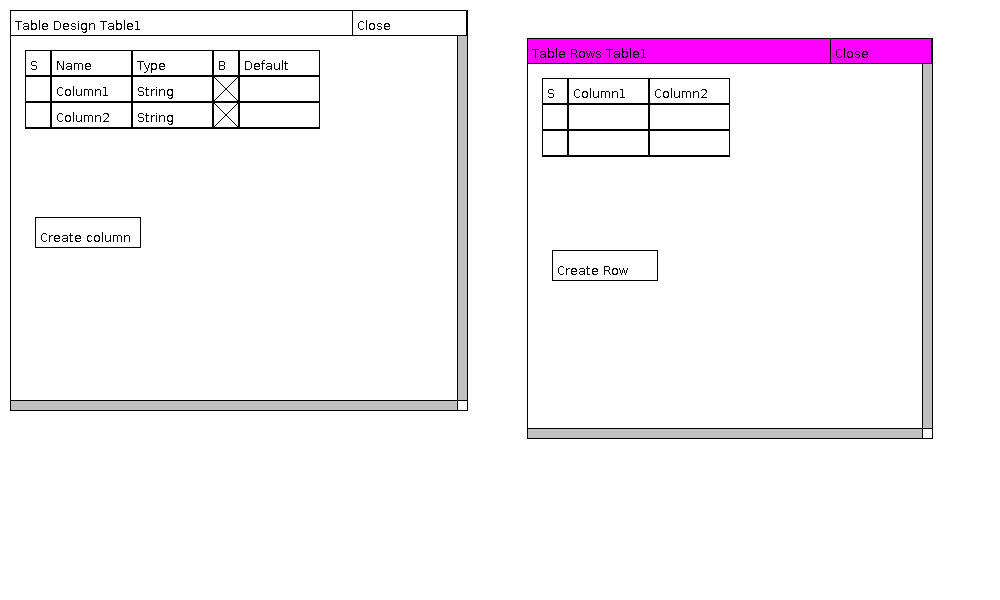 Table Design Table1 Close
S Name Type B Default
Column1 String
Column2 String
Create column
Table Rows Table1 Close
S Column1 Column2
Create Row